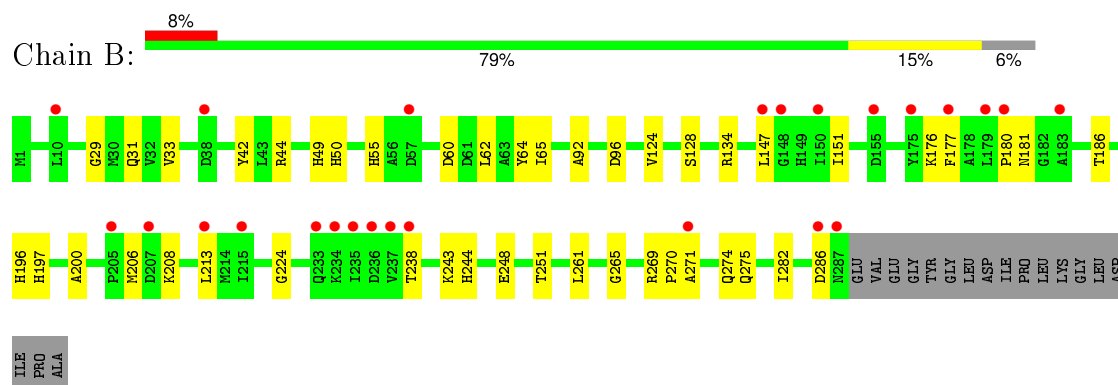 8%
Chain B:
79% 15% 6%
M1 L10 G29 M30 Q31 V32 V33 D38 Y42 L43 R44 H49 H50 H55 A56 D57 D60 D61 L62 A63 Y64 I65 A92 D96 V124 S128 R134 L147 G148 H149 I150 I151 D155 Y175 K176 F177 A178 L179 P180 N181 G182 A183 T186
H196 H197 A200 P205 M206 D207 K208 L213 M214 I215 G224 Q233 K234 I235 D236 V237 T238 K243 H244 E248 T251 L261 G265 R269 P270 A271 Q274 Q275 I282 D286 N287 GLU VAL GLU GLY TYR GLY LEU ASP ILE PRO LEU LYS GLY LEU ASP
ILE PRO ALA